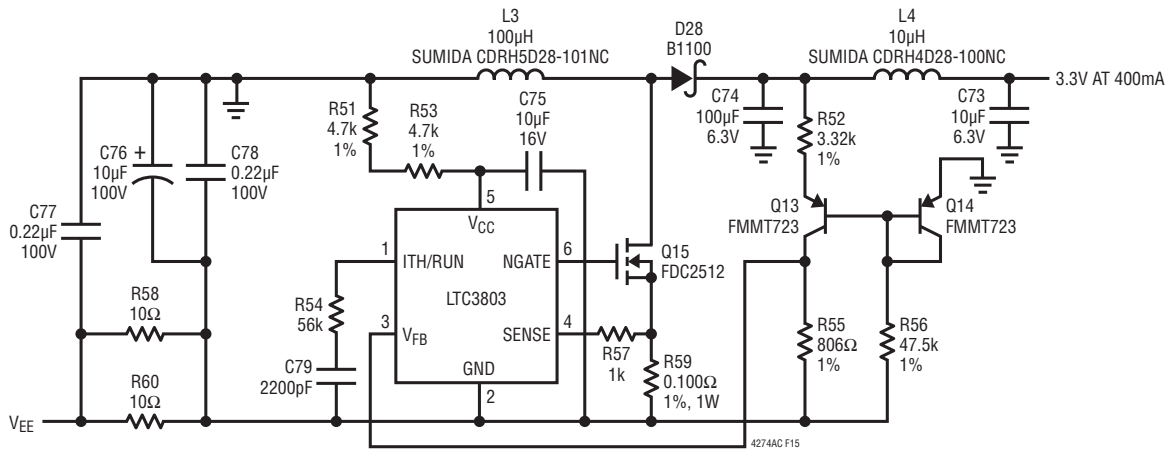 L3
100µH
SUMIDA CDRH5D28-101NC
D28
B1100
L4
10µH
SUMIDA CDRH4D28-100NC
3.3V AT 400mA
C74
100µF
6.3V
C73
10µF
6.3V
R51
4.7k
1%
R53
4.7k
1%
C75
10µF
16V
R52
3.32k
1%
C76
10µF
100V
+
C78
0.22µF
100V
C77
0.22µF
100V
5
VCC
1
ITH/RUN
NGATE
6
LTC3803
3
VFB
SENSE
4
GND
2
Q15
FDC2512
Q13
FMMT723
Q14
FMMT723
R58
10Ω
R60
10Ω
R54
56k
C79
2200pF
R57
1k
R59
0.100Ω
1%, 1W
R55
806Ω
1%
R56
47.5k
1%
VEE
4274AC F15